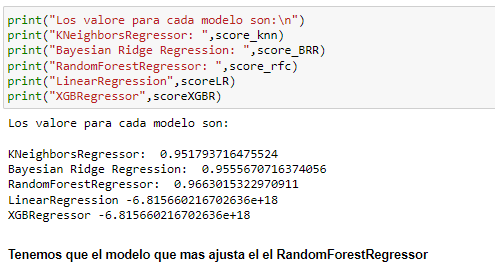 print("Los valore para cada modelo son:\n")
print("KNeighborsRegressor: ",score_knn)
print("Bayesian Ridge Regression: ",score_BRR)
print("RandomForestRegressor: ",score_rfc)
print("LinearRegression",scoreLR)
print("XGBRegressor",scoreXGBR)
Los valore para cada modelo son:
KNeighborsRegressor:  0.951793716475524
Bayesian Ridge Regression:  0.9555670716374056
RandomForestRegressor:  0.9663015322970911
LinearRegression -6.815660216702636e+18
XGBRegressor -6.815660216702636e+18
Tenemos que el modelo que mas ajusta el el RandomForestRegressor